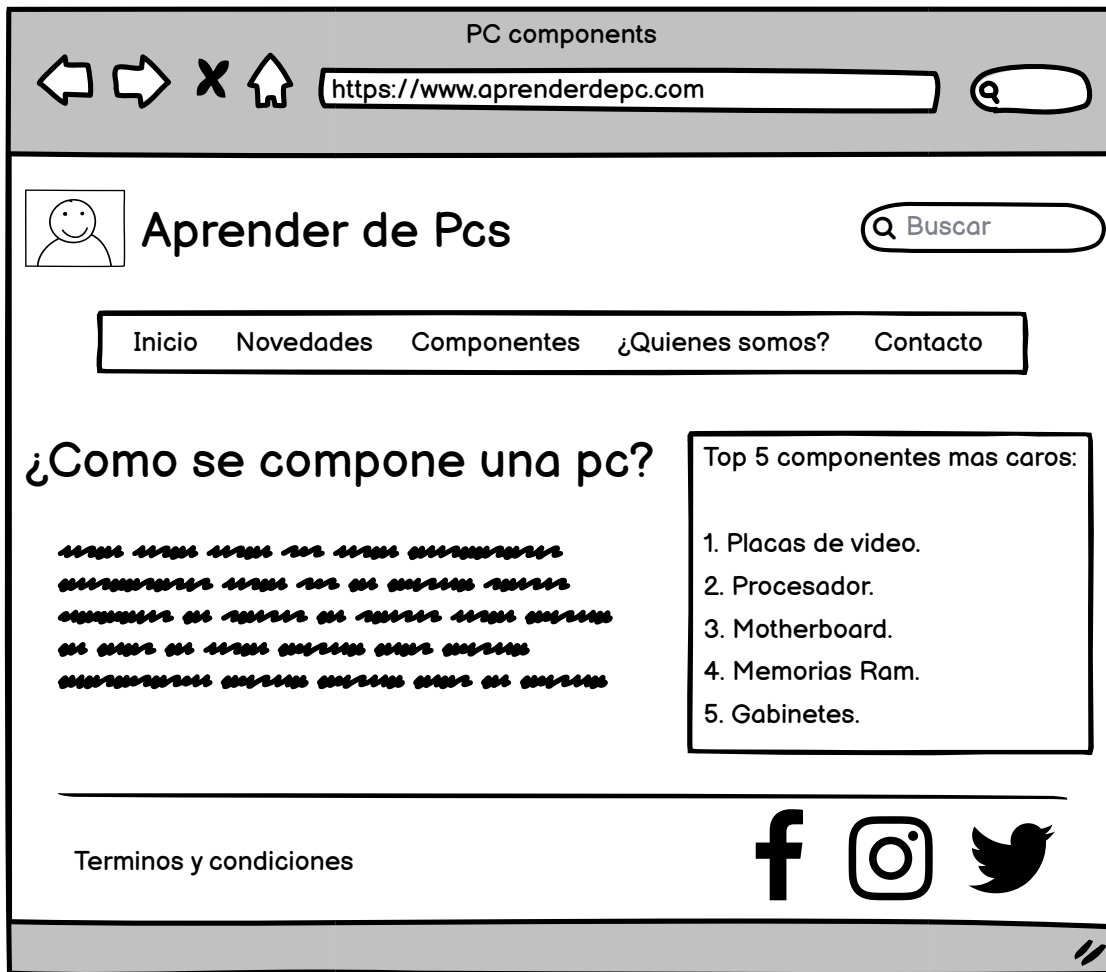 PC components
https://www.aprenderdepc.com
Aprender de Pcs
Buscar
Inicio Novedades Componentes ¿Quienes somos? Contacto
¿Como se compone una pc?
Top 5 componentes mas caros:
1. Placas de video.
2. Procesador.
3. Motherboard.
4. Memorias Ram.
5. Gabinetes.
Terminos y condiciones